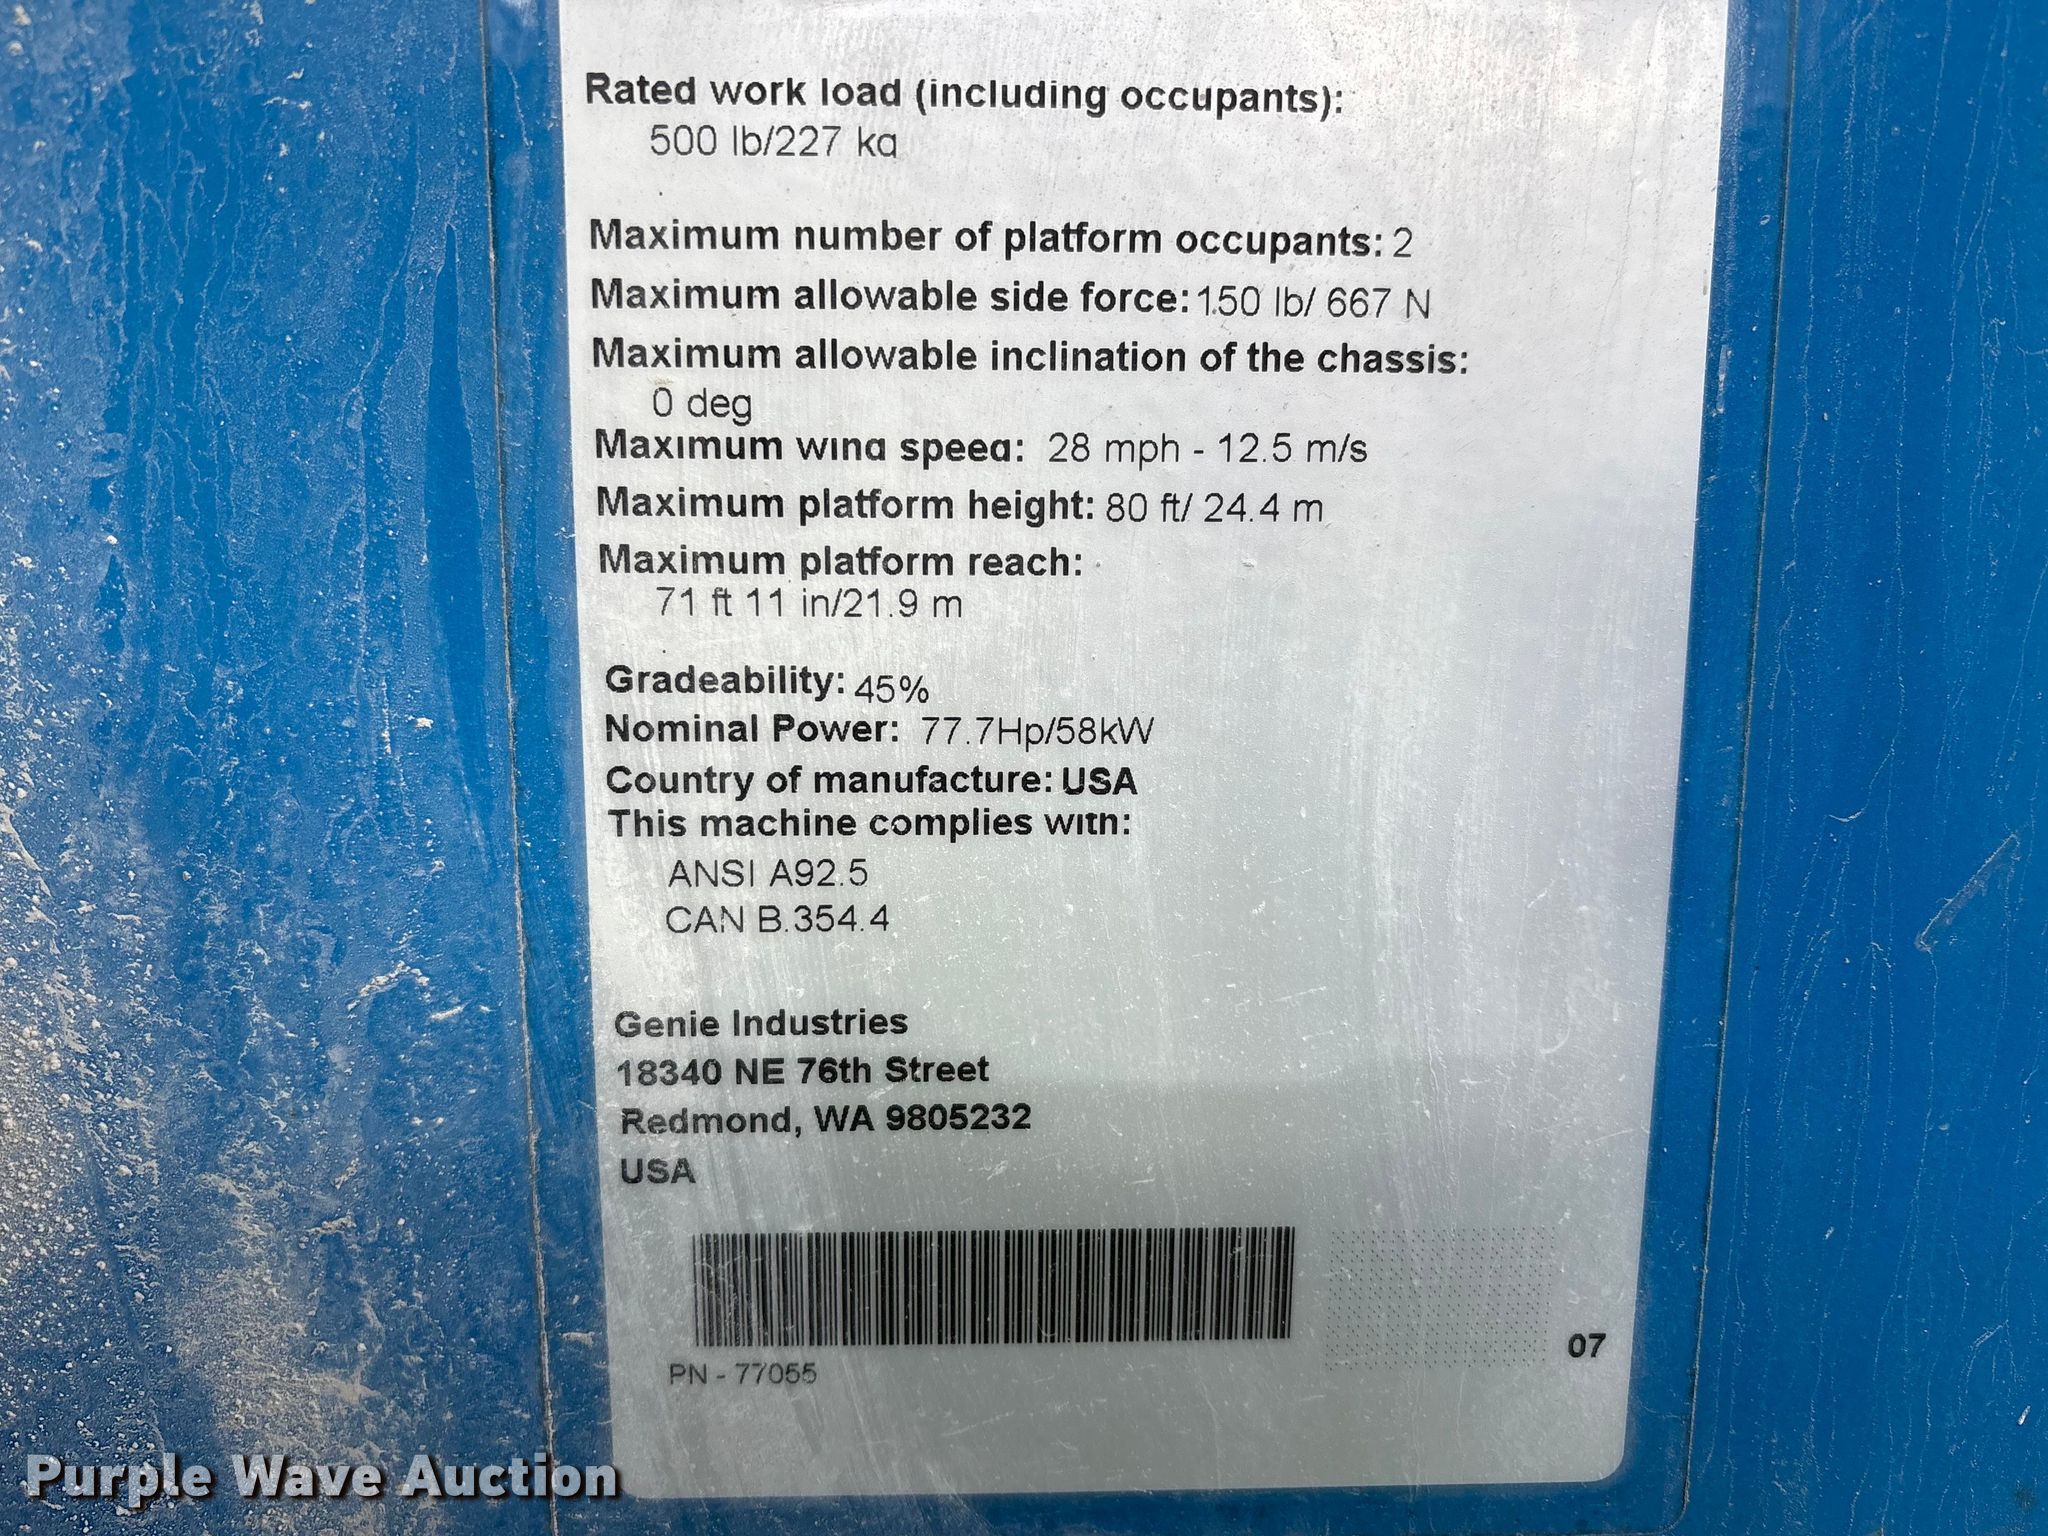 Rated work load (including occupants):
500 lb/227 kg
Maximum number of platform occupants: 2
Maximum allowable side force: 150 lb/ 667 N
Maximum allowable inclination of the chassis:
0 deg
Maximum wind speed: 28 mph - 12.5 m/s
Maximum platform height: 80 ft/ 24.4 m
Maximum platform reach:
71 ft 11 in/21.9 m
Gradeability: 45%
Nominal Power: 77.7Hp/58kW
Country of manufacture: USA
This machine complies with:
ANSI A92.5
CAN B.354.4
Genie Industries
18340 NE 76th Street
Redmond, WA 9805232
USA
07
PN - 77055
Purple Wave Auction